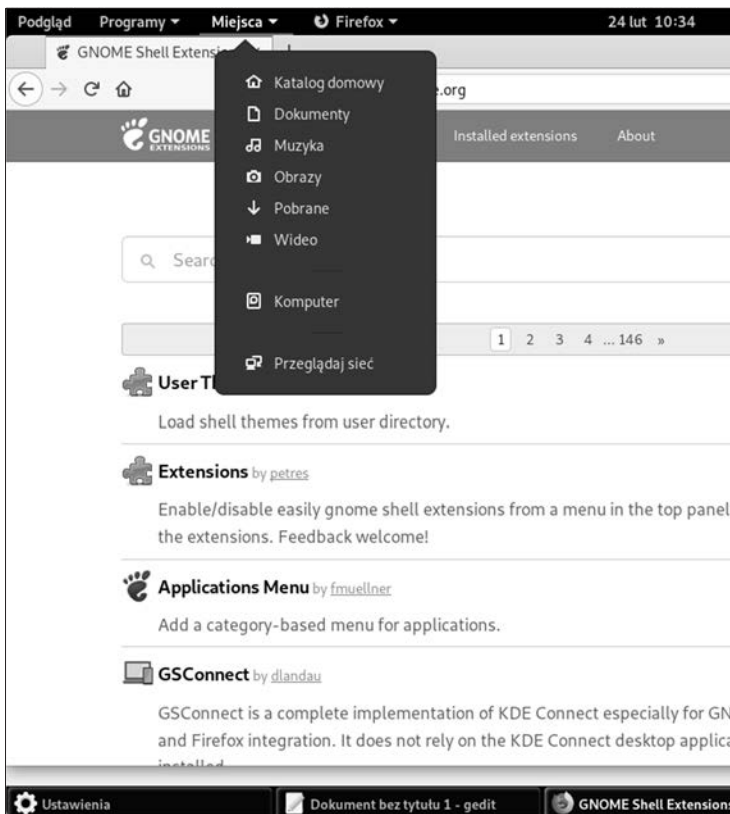 Podgląd Programy Miejsca Firefox 24 lut 10:34
GNOME Shell Extensi
.org
GNOME
EXTENSIONS
Installed extensions About
Katalog domowy
Dokumenty
Muzyka
Obrazy
Pobrane
Wideo
Komputer
Przeglądaj sieć
Searc
1 2 3 4 ... 146 »
User T
Load shell themes from user directory.
Extensions by petres
Enable/disable easily gnome shell extensions from a menu in the top panel
the extensions. Feedback welcome!
Applications Menu by fmuellner
Add a category-based menu for applications.
GSConnect by dlandau
GSConnect is a complete implementation of KDE Connect especially for GN
and Firefox integration. It does not rely on the KDE Connect desktop applica
installed
Ustawienia Dokument bez tytułu 1 - gedit GNOME Shell Extensions